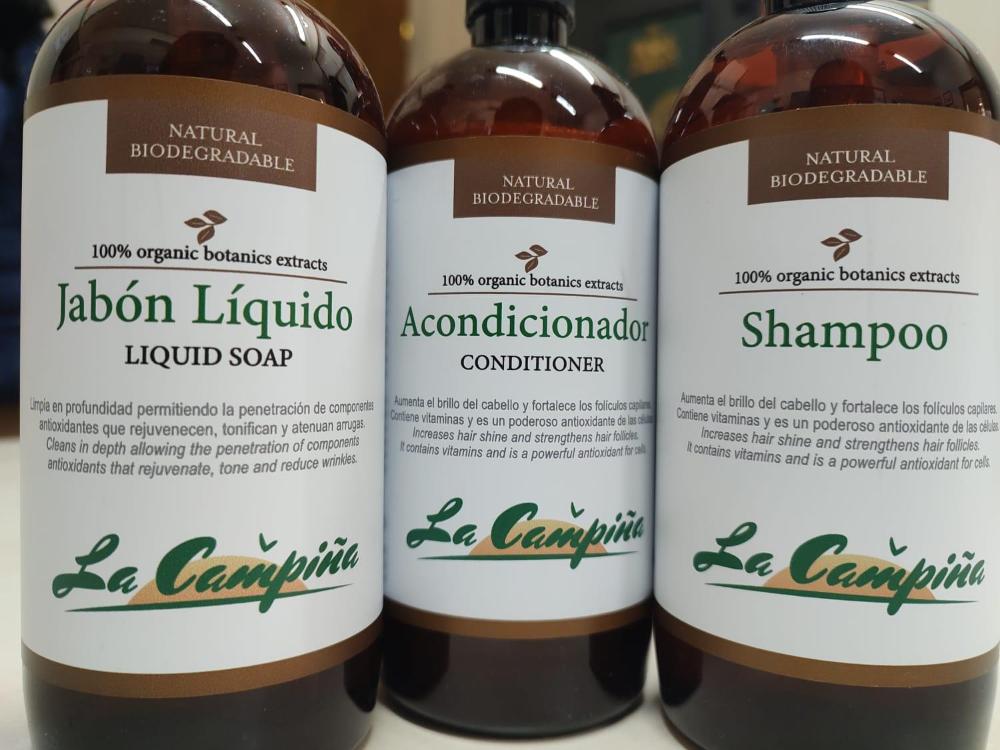 NATURAL
BIODEGRADABLE
100% organic botanics extracts
Jabón Líquido
LIQUID SOAP
Limpia en profundidad permitiendo la penetración de componentes
antioxidantes que rejuvenecen, tonifican y atenuan arrugas.
Cleans in depth allowing the penetration of components
antioxidants that rejuvenate, tone and reduce wrinkles.
La Campiña
NATURAL
BIODEGRADABLE
100% organic botanics extracts
Acondicionador
CONDITIONER
Aumenta el brillo del cabello y fortalece los folículos capilares.
Contiene vitaminas y es un poderoso antioxidante de las células.
Increases hair shine and strengthens hair follicles.
It contains vitamins and is a powerful antioxidant for cells.
La Campiña
NATURAL
BIODEGRADABLE
100% organic botanics extracts
Shampoo
Aumenta el brillo del cabello y fortalece los folículos capilares.
Contiene vitaminas y es un poderoso antioxidante de las células.
Increases hair shine and strengthens hair follicles.
It contains vitamins and is a powerful antioxidant for cells.
La Campiña